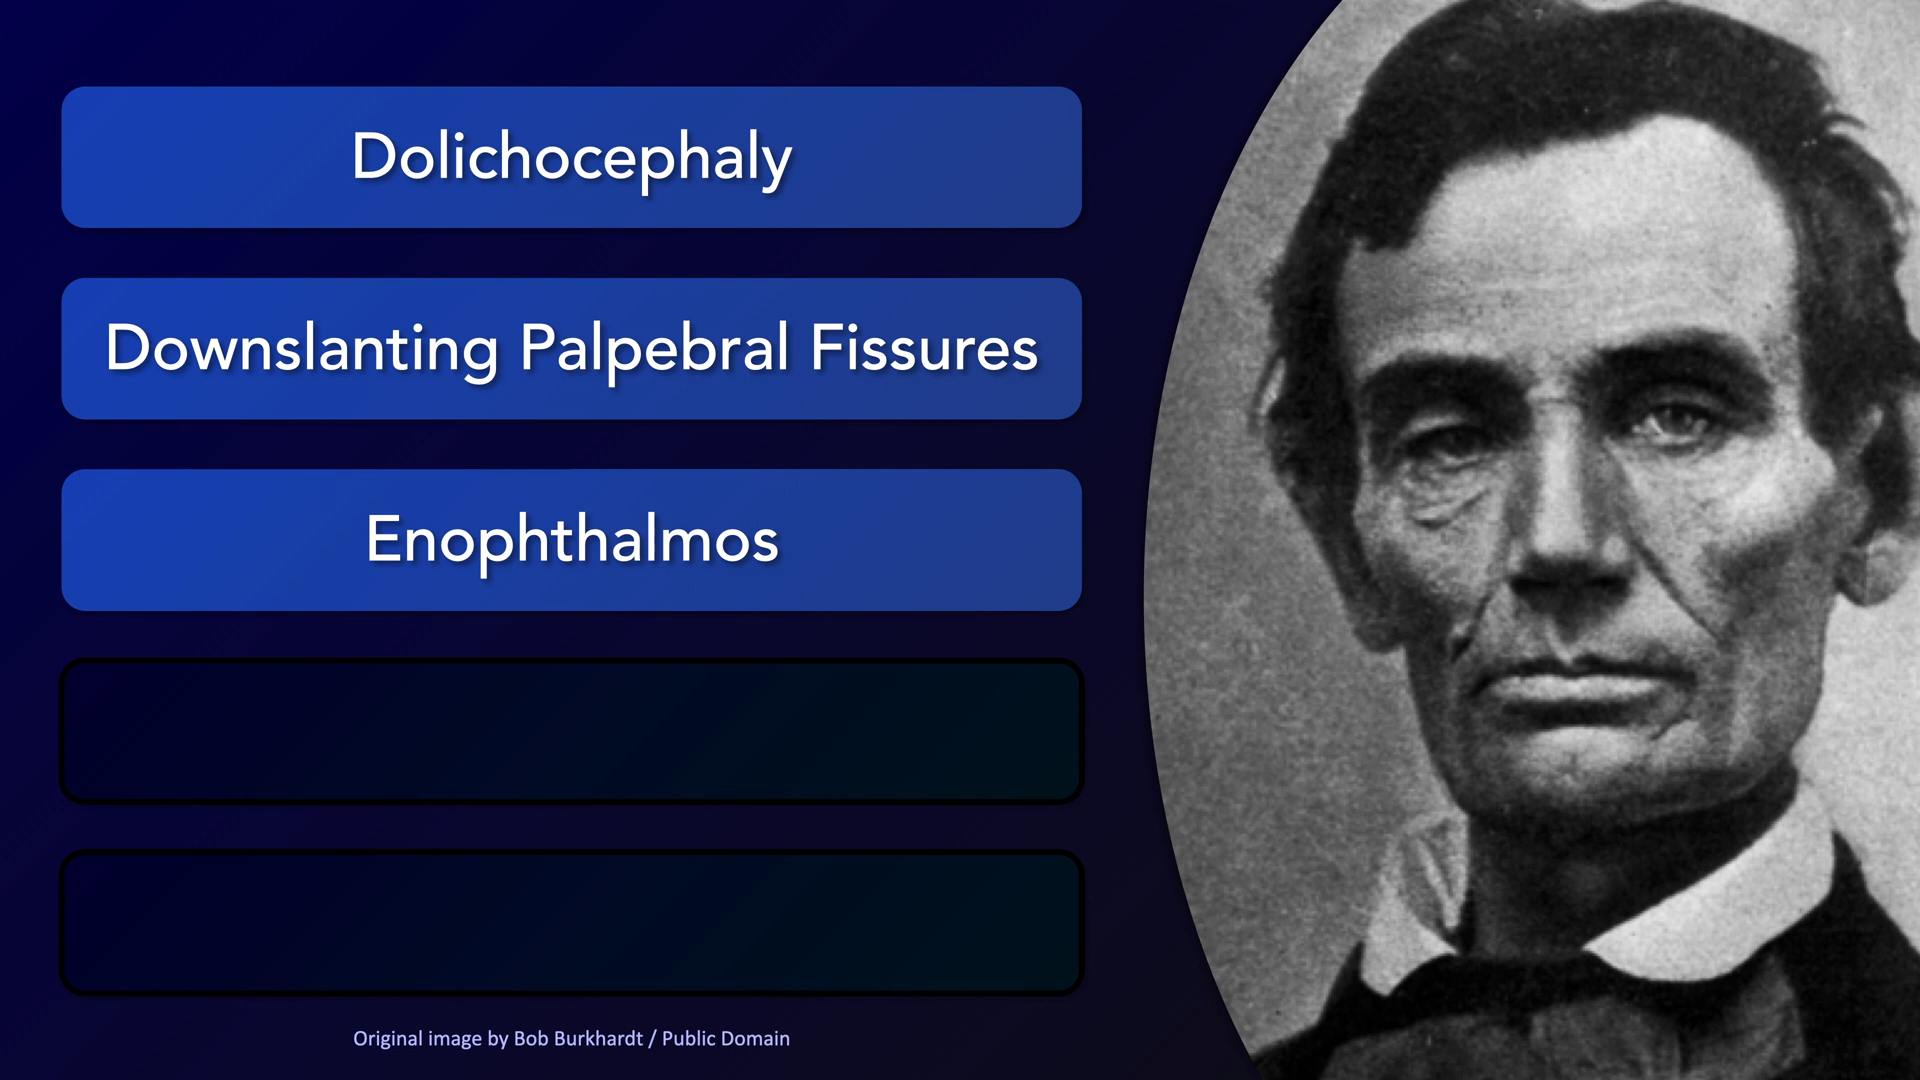 Dolichocephaly
Downslanting Palpebral Fissures
Enophthalmos
Original image by Bob Burkhardt / Public Domain